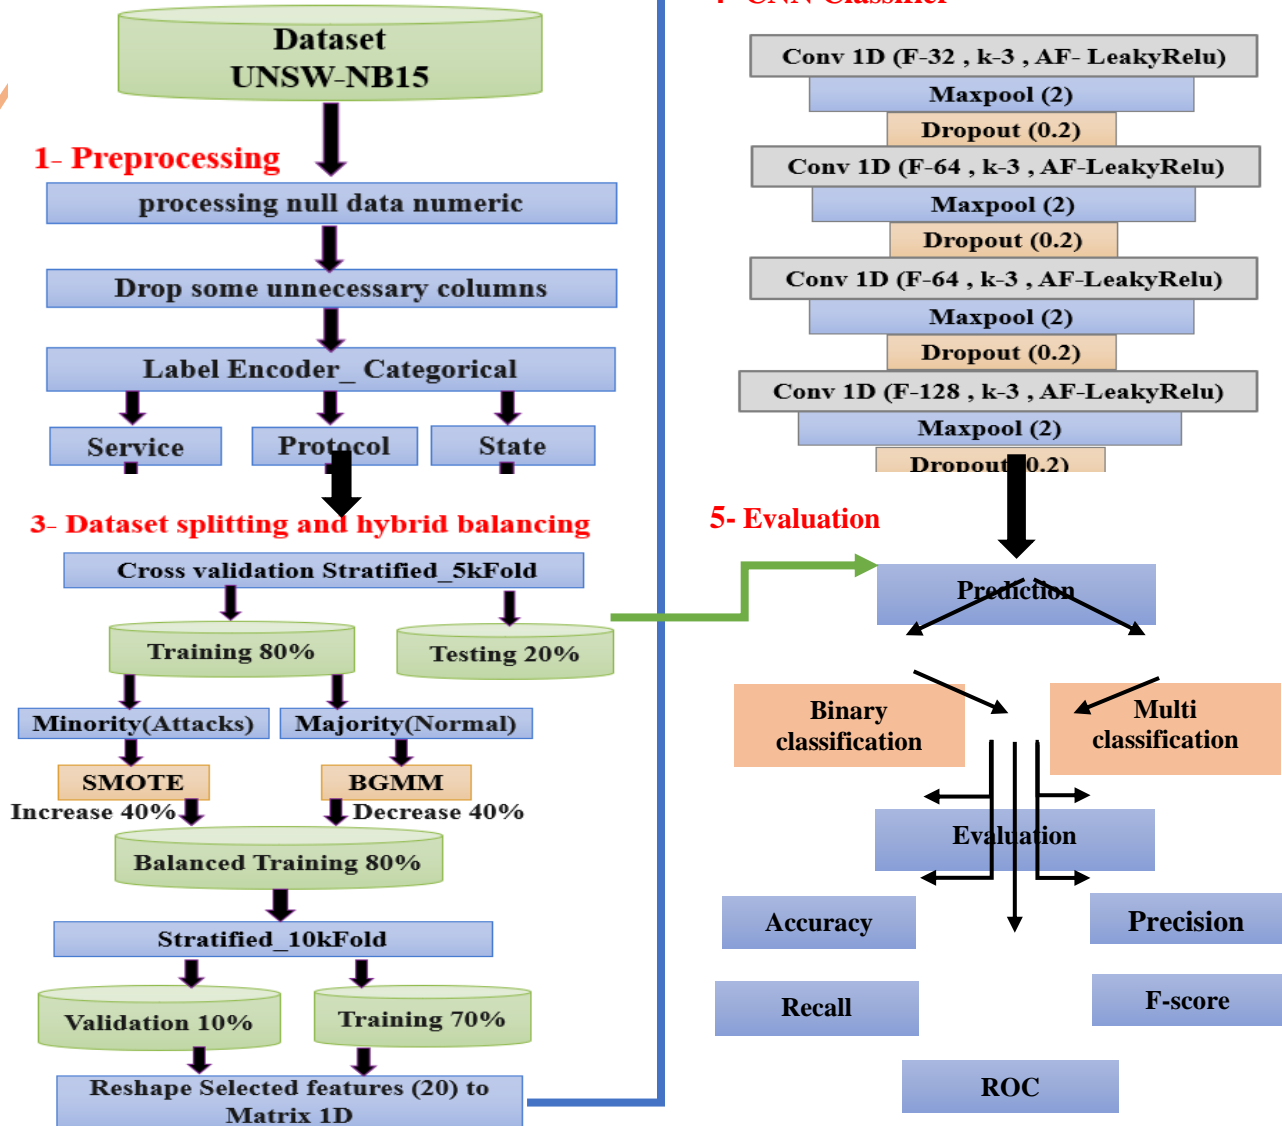 Dataset
UNSW-NB15
1- Preprocessing
processing null data numeric
Drop some unnecessary columns
Label Encoder_ Categorical
Service
Protocol
State
3- Dataset splitting and hybrid balancing
Cross validation Stratified_5kFold
Training 80%
Testing 20%
Minority(Attacks)
Majority(Normal)
SMOTE
BGMM
Increase 40%
Decrease 40%
Balanced Training 80%
Stratified_10kFold
Validation 10%
Training 70%
Reshape Selected features (20) to
Matrix 1D
CNN Classifier
Conv 1D (F-32 , k-3 , AF- LeakyRelu)
Maxpool (2)
Dropout (0.2)
Conv 1D (F-64 , k-3 , AF-LeakyRelu)
Maxpool (2)
Dropout (0.2)
Conv 1D (F-64 , k-3 , AF-LeakyRelu)
Maxpool (2)
Dropout (0.2)
Conv 1D (F-128 , k-3 , AF-LeakyRelu)
Maxpool (2)
Dropout (0.2)
5- Evaluation
Prediction
Binary
classification
Multi
classification
Evaluation
Accuracy
Precision
Recall
F-score
ROC